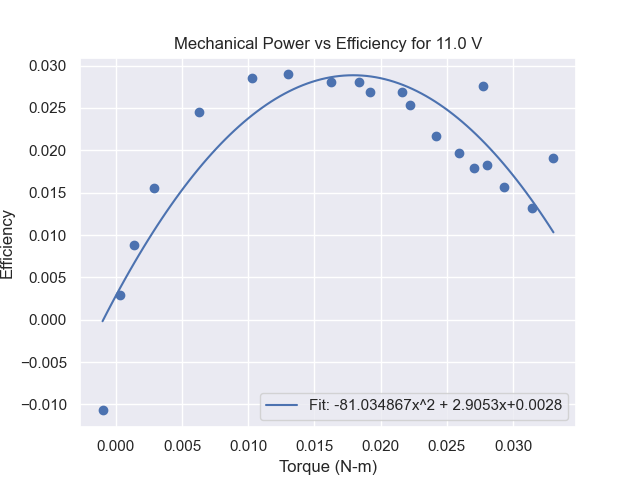 Mechanical Power vs Efficiency for 11.0 V
0.030
0.025
0.020
0.015
0.010
0.005
0.000
−0.005
−0.010
Efficiency
Fit: -81.034867x^2 + 2.9053x+0.0028
0.000 0.005 0.010 0.015 0.020 0.025 0.030
Torque (N-m)